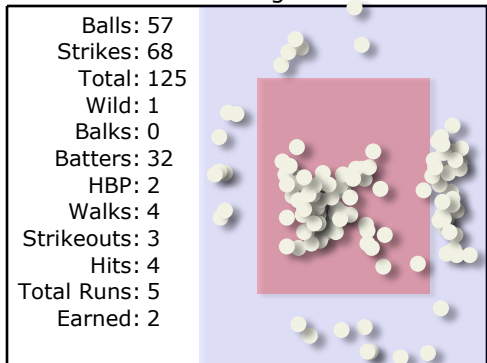 Balls: 57
Strikes: 68
Total: 125
Wild: 1
Balks: 0
Batters: 32
HBP: 2
Walks: 4
Strikeouts: 3
Hits: 4
Total Runs: 5
Earned: 2